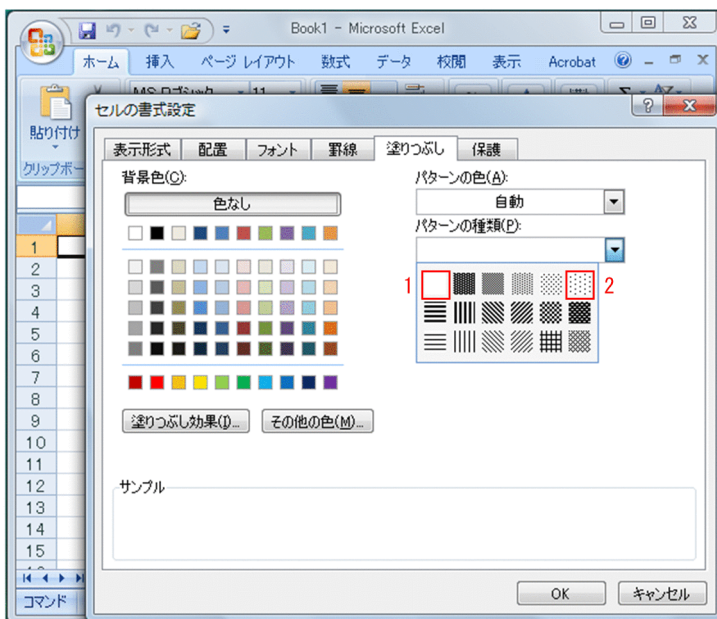 Book1 - Microsoft Excel
ホーム 挿入 ページ レイアウト 数式 データ 校閲 表示 Acrobat
貼り付け
クリップボー
セルの書式設定
表示形式 配置 フォント 罫線 塗りつぶし 保護
背景色(C):
色なし
パターンの色(A):
自動
パターンの種類(P):
1 2
塗りつぶし効果(I)... その他の色(M)...
サンプル
OK キャンセル
1
2
3
4
5
6
7
8
9
10
11
12
13
14
15
コマンド